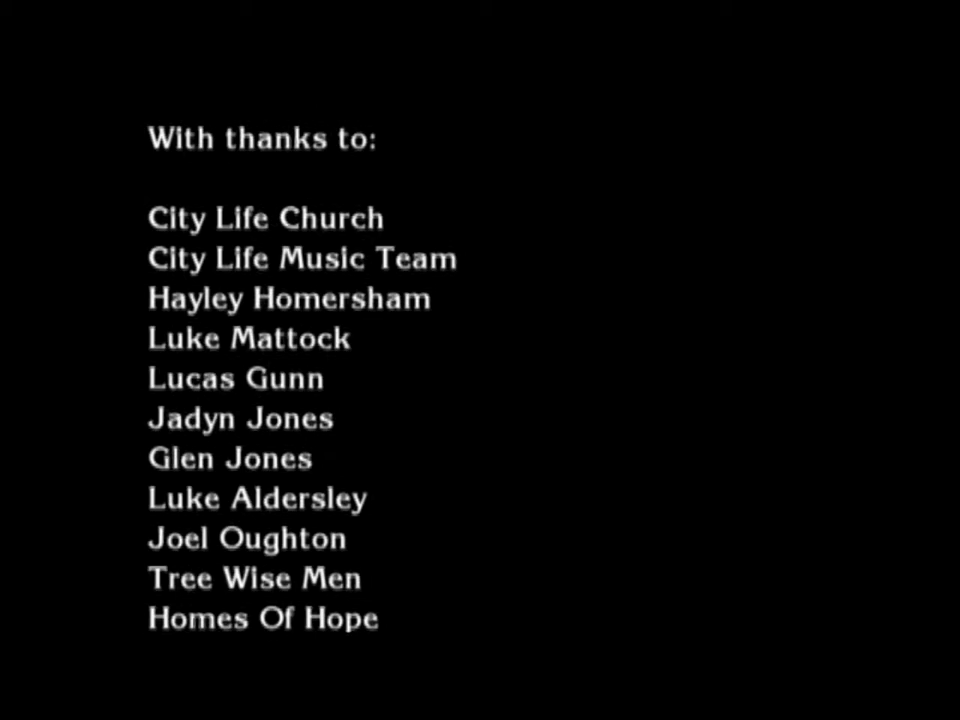 With thanks to:
City Life Church
City Life Music Team
Hayley Homersham
Luke Mattock
Lucas Gunn
Jadyn Jones
Glen Jones
Luke Aldersley
Joel Oughton
Tree Wise Men
Homes Of Hope